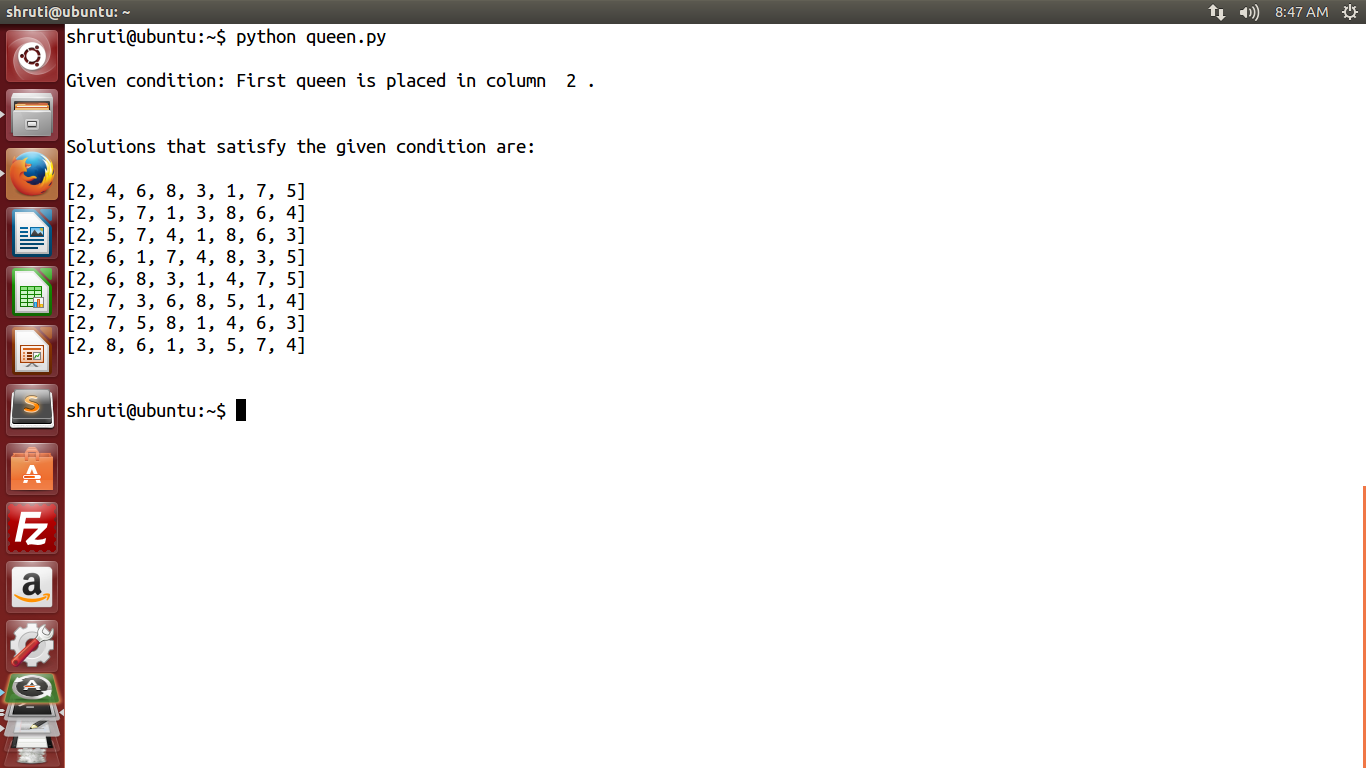 shruti@ubuntu: ~
8:47 AM
shruti@ubuntu:~$ python queen.py
Given condition: First queen is placed in column  2 .
Solutions that satisfy the given condition are:
[2, 4, 6, 8, 3, 1, 7, 5]
[2, 5, 7, 1, 3, 8, 6, 4]
[2, 5, 7, 4, 1, 8, 6, 3]
[2, 6, 1, 7, 4, 8, 3, 5]
[2, 6, 8, 3, 1, 4, 7, 5]
[2, 7, 3, 6, 8, 5, 1, 4]
[2, 7, 5, 8, 1, 4, 6, 3]
[2, 8, 6, 1, 3, 5, 7, 4]
shruti@ubuntu:~$
S
A
Fz
a
A